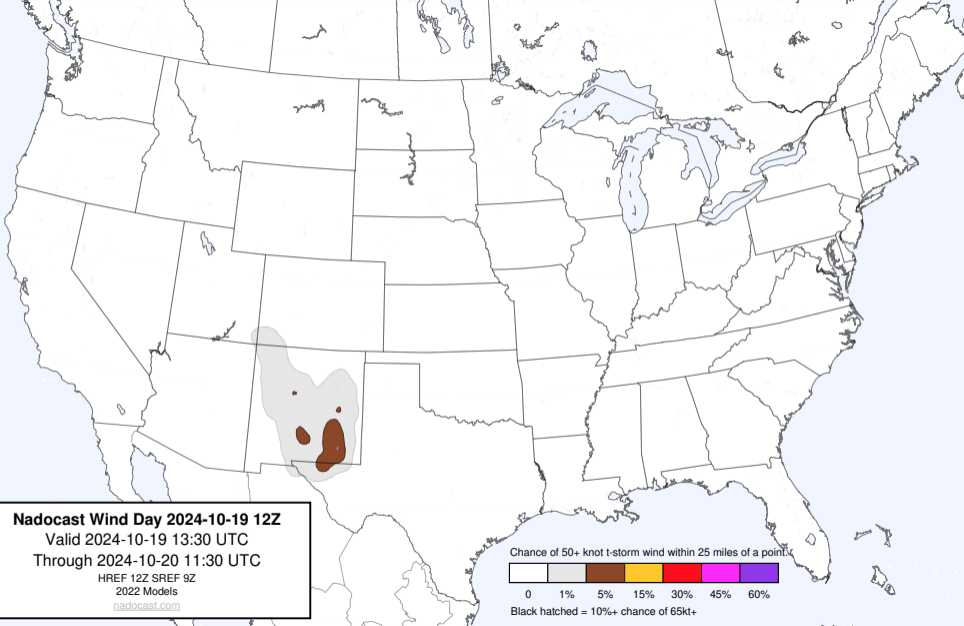 Nadocast Wind Day 2024-10-19 12Z
Valid 2024-10-19 13:30 UTC
Through 2024-10-20 11:30 UTC
HREF 12Z SREF 9Z
2022 Models
nadocast.com
Chance of 50+ knot t-storm wind within 25 miles of a point.
0 1% 5% 15% 30% 45% 60%
Black hatched = 10%+ chance of 65kt+